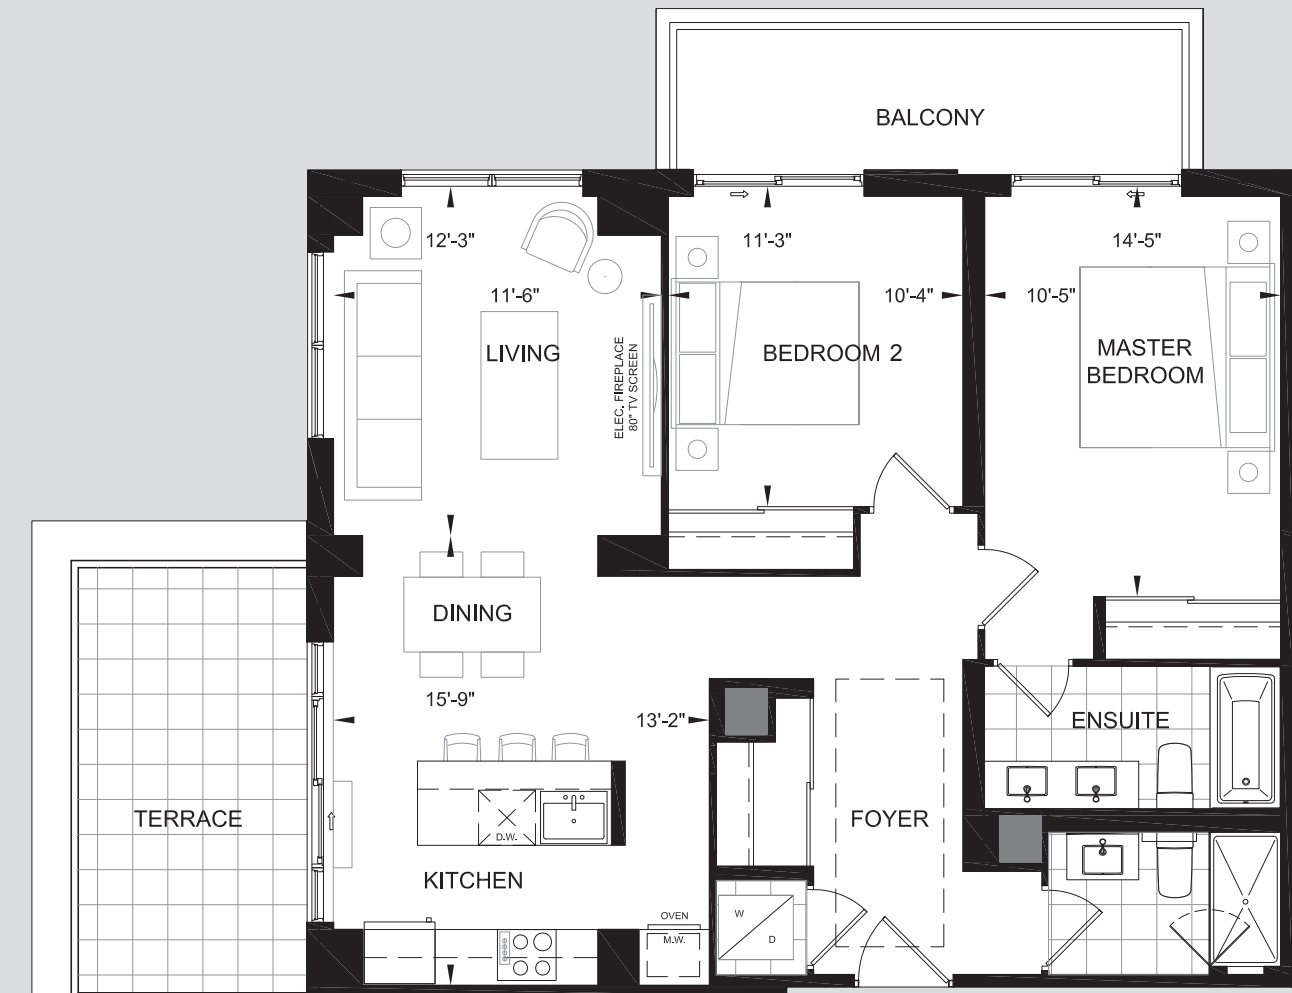 BALCONY
12'-3"
11'-3"
14'-5"
11'-6"
10'-4"
10'-5"
LIVING
ELEC. FIREPLACE
80" TV SCREEN
BEDROOM 2
MASTER
BEDROOM
DINING
15'-9"
13'-2"
ENSUITE
TERRACE
D.W.
FOYER
KITCHEN
OVEN
M.W.
W
D